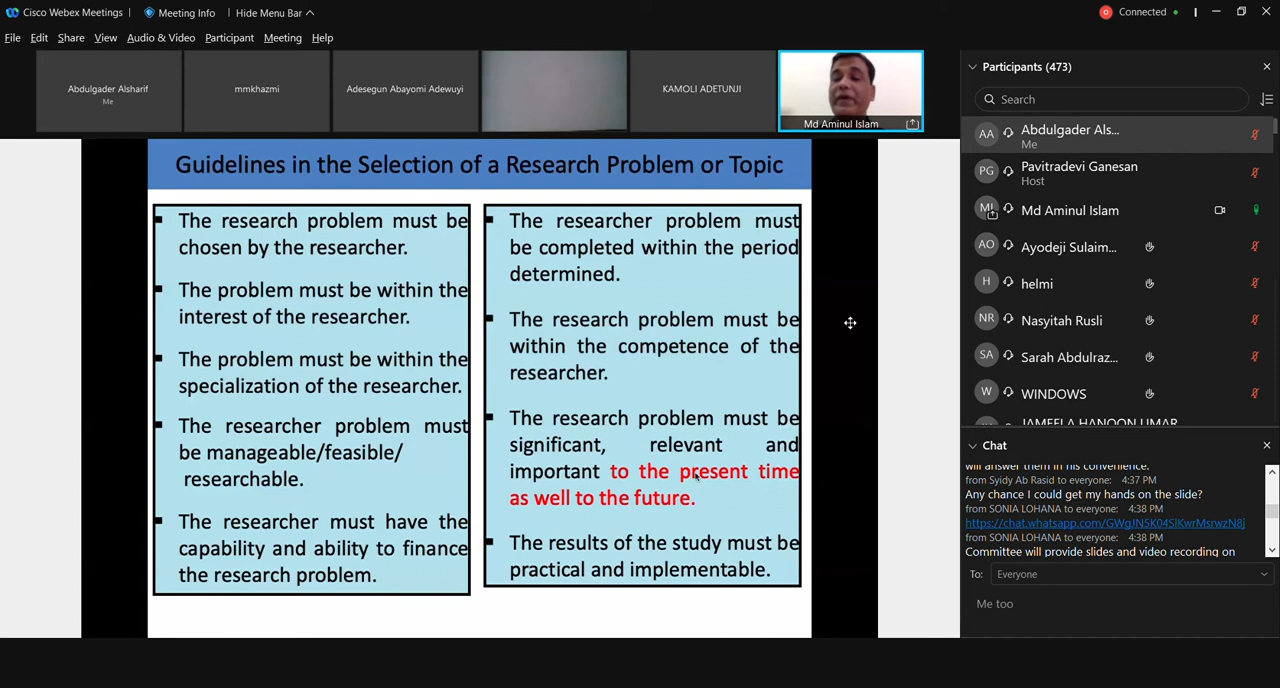 Cisco Webex Meetings
Meeting Info
Hide Menu Bar
Connected
File Edit Share View Audio & Video Participant Meeting Help
Abdulgader Alsharif
Me
mmkhazmi
Adesegun Abayomi Adewuyi
KAMOLI ADETUNJI
Md Aminul Islam
Guidelines in the Selection of a Research Problem or Topic
The research problem must be
chosen by the researcher.
The problem must be within the
interest of the researcher.
The problem must be within the
specialization of the researcher.
The researcher problem must
be manageable/feasible/
researchable.
The researcher must have the
capability and ability to finance
the research problem.
The researcher problem must
be completed within the period
determined.
The research problem must be
within the competence of the
researcher.
The research problem must be
significant, relevant and
important to the present time
as well to the future.
The results of the study must be
practical and implementable.
Participants (473)
Search
AA Abdulgader Als...
Me
PG Pavitradevi Ganesan
Host
MI Md Aminul Islam
AO Ayodeji Sulaim...
H helmi
NR Nasyitah Rusli
SA Sarah Abdulraz...
W WINDOWS
JAMEELA HANOON UMAR
Chat
will answer them in his convenience.
from Syidy Ab Rasid to everyone: 4:37 PM
Any chance I could get my hands on the slide?
from SONIA LOHANA to everyone: 4:38 PM
from SONIA LOHANA to everyone: 4:38 PM
Committee will provide slides and video recording on
To: Everyone
Me too